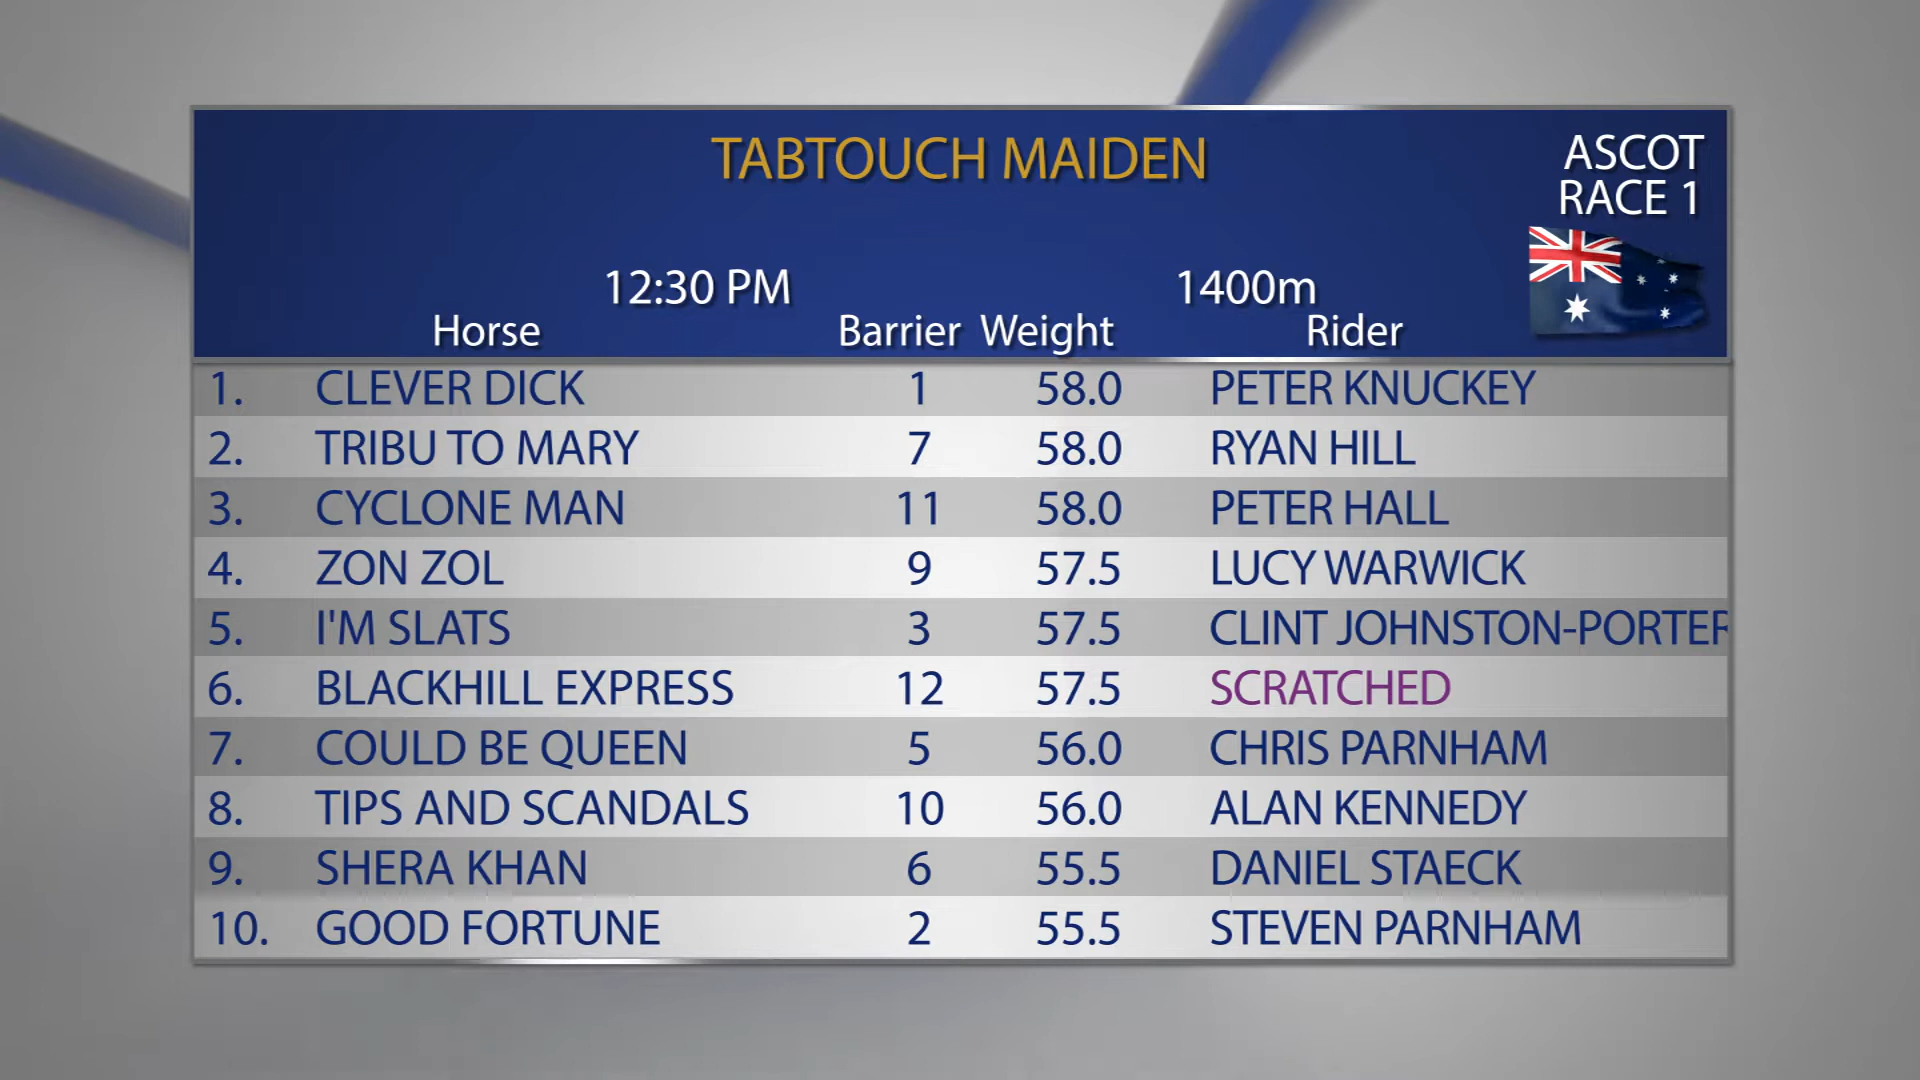 TABTOUCH MAIDEN
ASCOT
RACE 1
12:30 PM 1400m
Horse Barrier Weight Rider
1. CLEVER DICK 1 58.0 PETER KNUCKEY
2. TRIBU TO MARY 7 58.0 RYAN HILL
3. CYCLONE MAN 11 58.0 PETER HALL
4. ZON ZOL 9 57.5 LUCY WARWICK
5. I'M SLATS 3 57.5 CLINT JOHNSTON-PORTER
6. BLACKHILL EXPRESS 12 57.5 SCRATCHED
7. COULD BE QUEEN 5 56.0 CHRIS PARNHAM
8. TIPS AND SCANDALS 10 56.0 ALAN KENNEDY
9. SHERA KHAN 6 55.5 DANIEL STAECK
10. GOOD FORTUNE 2 55.5 STEVEN PARNHAM